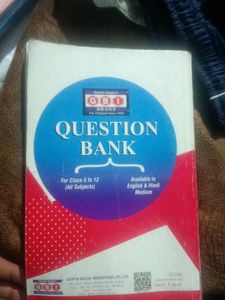 GBI
BOOKS
QUESTION
BANK
For Class-5 to 12
(All Subjects)
Available in
English & Hindi
Medium
GBI
GUPTA BOOK INDUSTRIES (P) LTD.